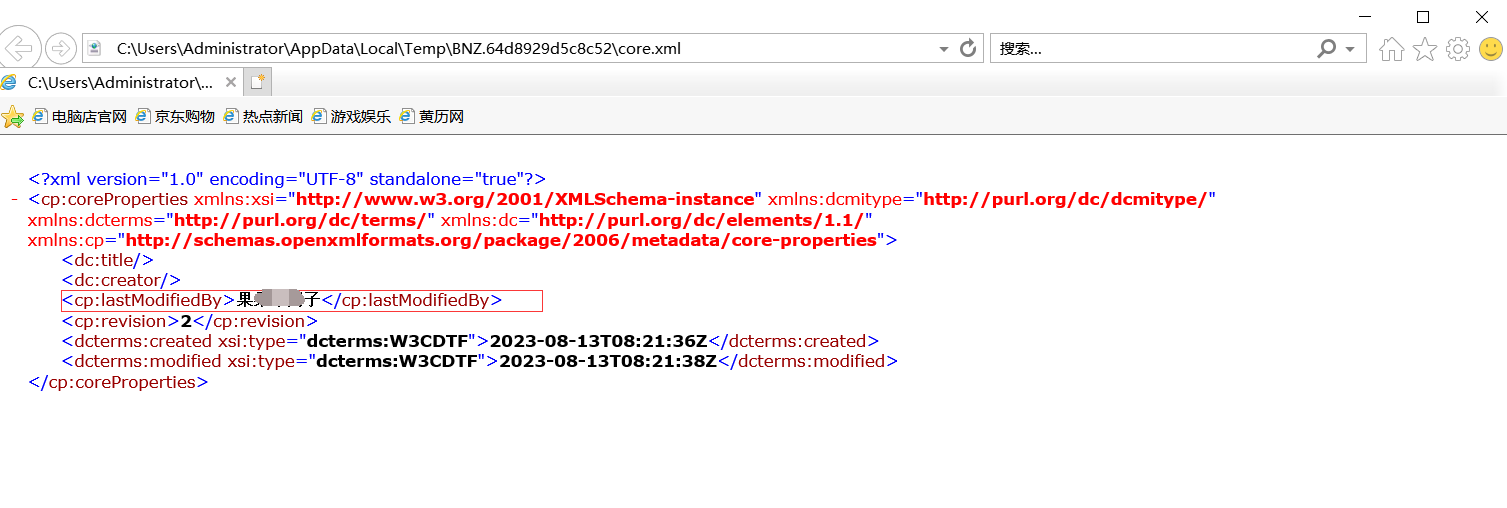 C:\Users\Administrator\AppData\Local\Temp\BNZ.64d8929d5c8c52\core.xml
搜索...
C:\Users\Administrator\...
电脑店官网 京东购物 热点新闻 游戏娱乐 黄历网
<?xml version="1.0" encoding="UTF-8" standalone="true"?>
- <cp:coreProperties xmlns:xsi="http://www.w3.org/2001/XMLSchema-instance" xmlns:dcmitype="http://purl.org/dc/dcmitype/"
xmlns:dcterms="http://purl.org/dc/terms/" xmlns:dc="http://purl.org/dc/elements/1.1/"
xmlns:cp="http://schemas.openxmlformats.org/package/2006/metadata/core-properties">
<dc:title/>
<dc:creator/>
<cp:lastModifiedBy>果子</cp:lastModifiedBy>
<cp:revision>2</cp:revision>
<dcterms:created xsi:type="dcterms:W3CDTF">2023-08-13T08:21:36Z</dcterms:created>
<dcterms:modified xsi:type="dcterms:W3CDTF">2023-08-13T08:21:38Z</dcterms:modified>
</cp:coreProperties>